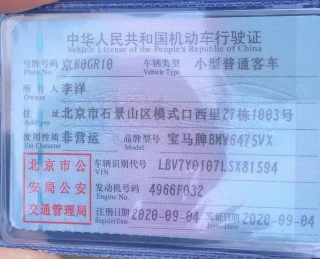 中华人民共和国机动车行驶证
Vehicle License of the People's Republic of China
号牌号码 京N0GR10 车辆类型 小型普通客车
Plate No. Vehicle Type
所有人 李洋
Owner
住址 北京市石景山区模式口西里27栋1003号
Address
使用性质 非营运 品牌型号 宝马牌BMW6475VX
Use Character Model
北京市公安局公安交通管理局
车辆识别代号 LBV7Y0107LSX81594
VIN
发动机号码 4966F032
Engine No.
注册日期 2020-09-04 发证日期 2020-09-04
Register Date Issue Date